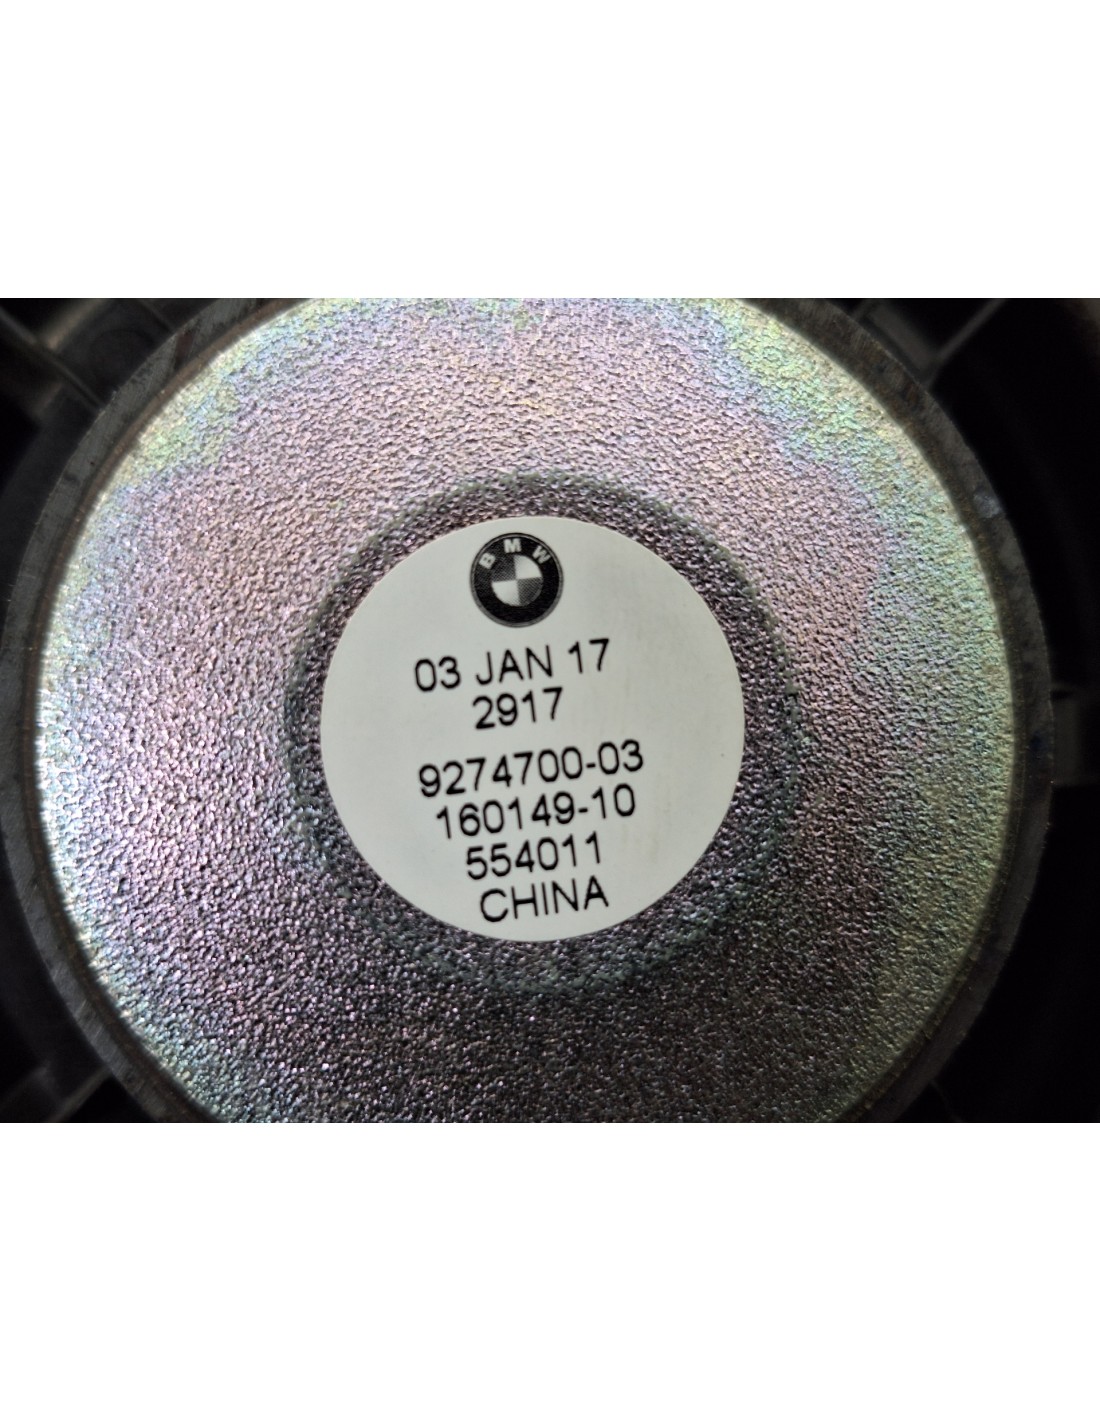 BMW
03 JAN 17
2917
9274700-03
160149-10
554011
CHINA